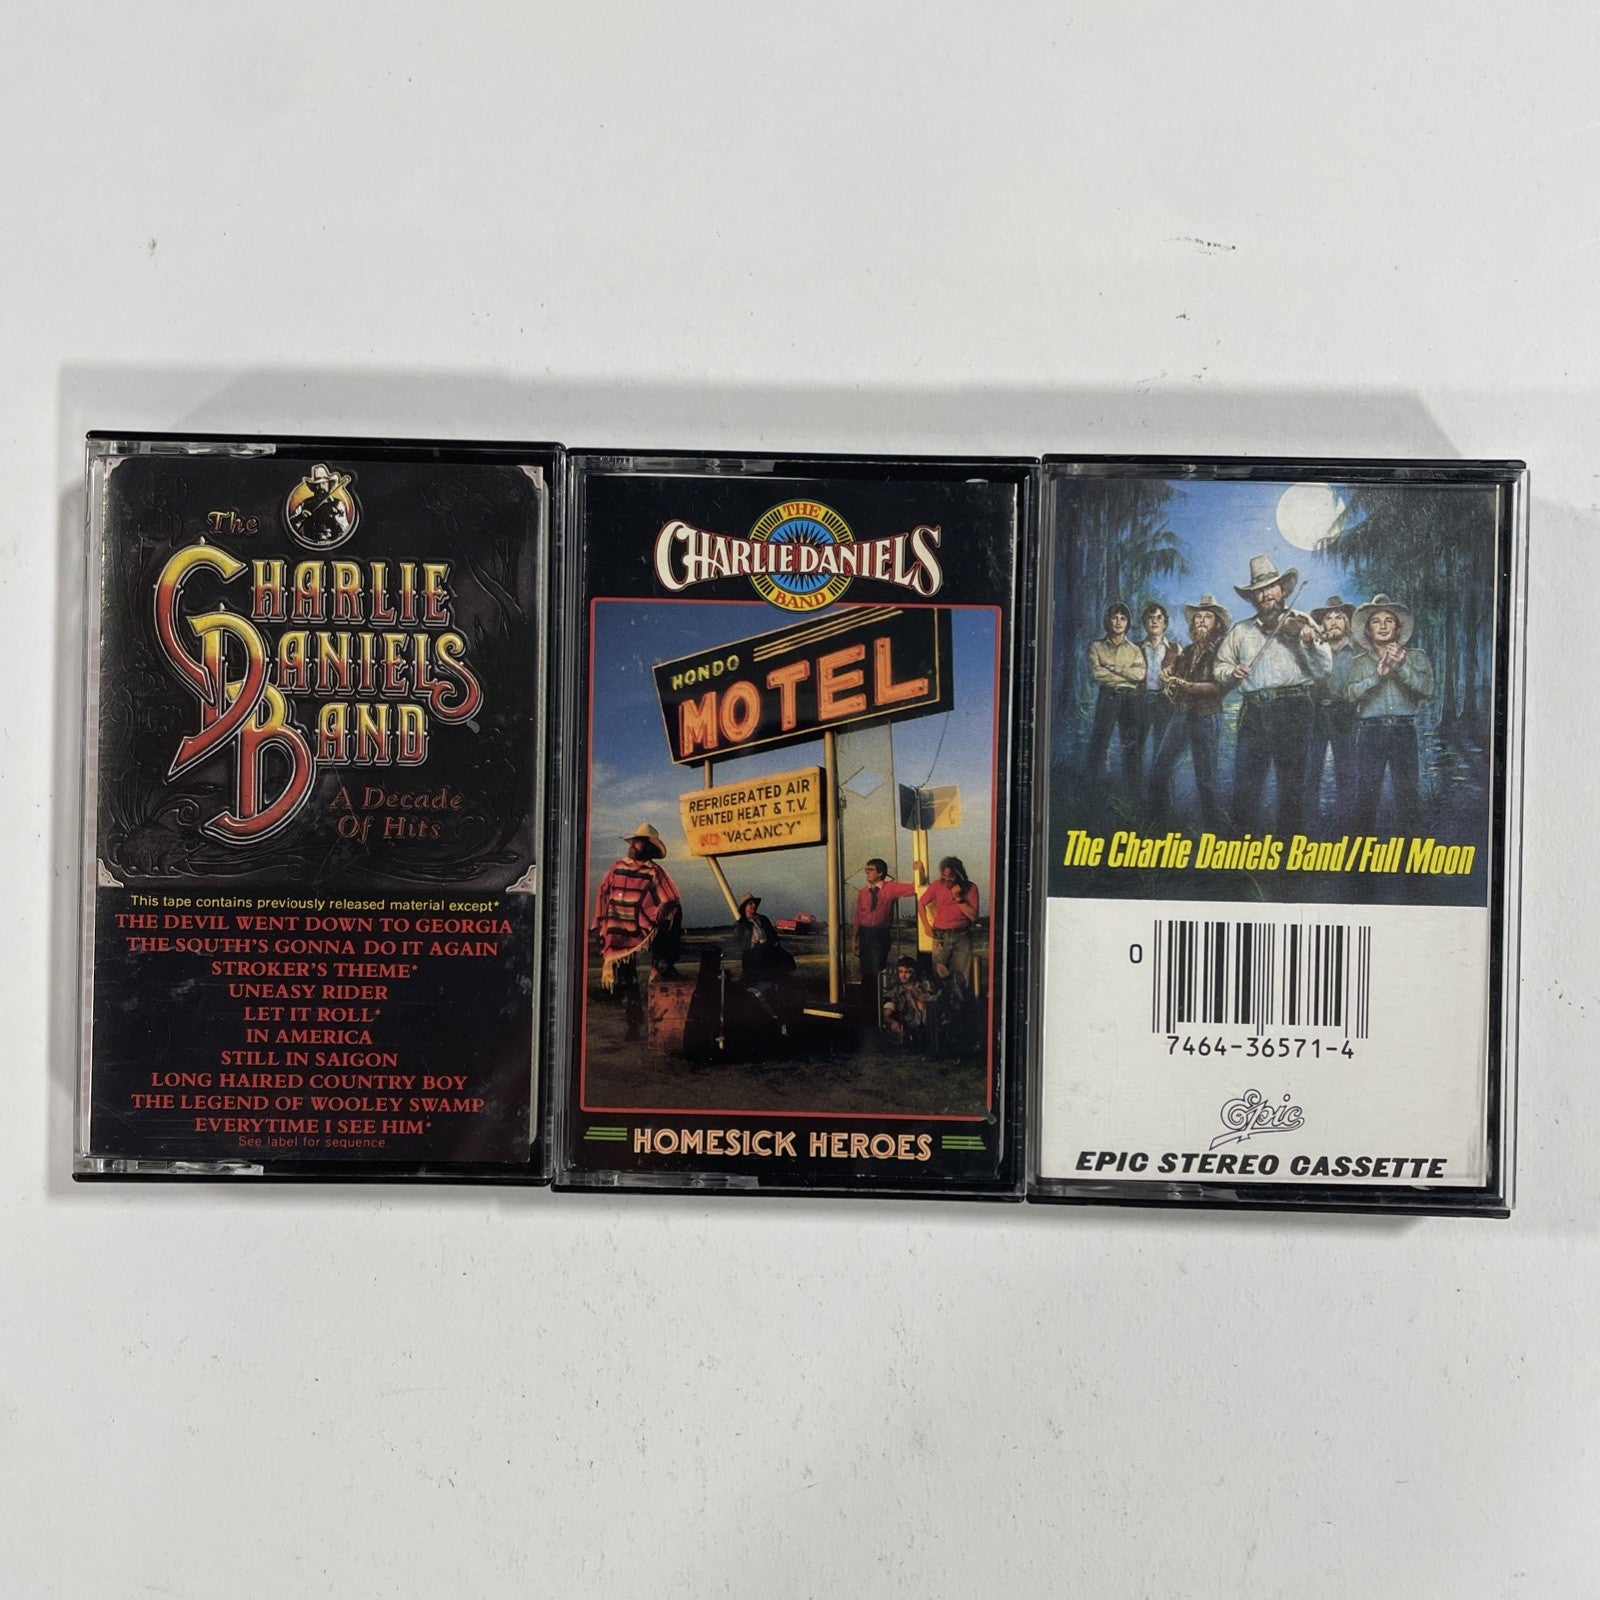 The
CHARLIE
DANIELS
BAND
A Decade
Of Hits
This tape contains previously released material except*
THE DEVIL WENT DOWN TO GEORGIA
THE SOUTH'S GONNA DO IT AGAIN
STROKER'S THEME*
UNEASY RIDER
LET IT ROLL*
IN AMERICA
STILL IN SAIGON
LONG HAIRED COUNTRY BOY
THE LEGEND OF WOOLEY SWAMP
EVERYTIME I SEE HIM*
See label for sequence
THE
CHARLIE DANIELS
BAND
HONDO
MOTEL
REFRIGERATED AIR
VENTED HEAT & T.V.
NO "VACANCY"
HOMESICK HEROES
The Charlie Daniels Band/Full Moon
0
7464-36571-4
Epic
EPIC STEREO CASSETTE